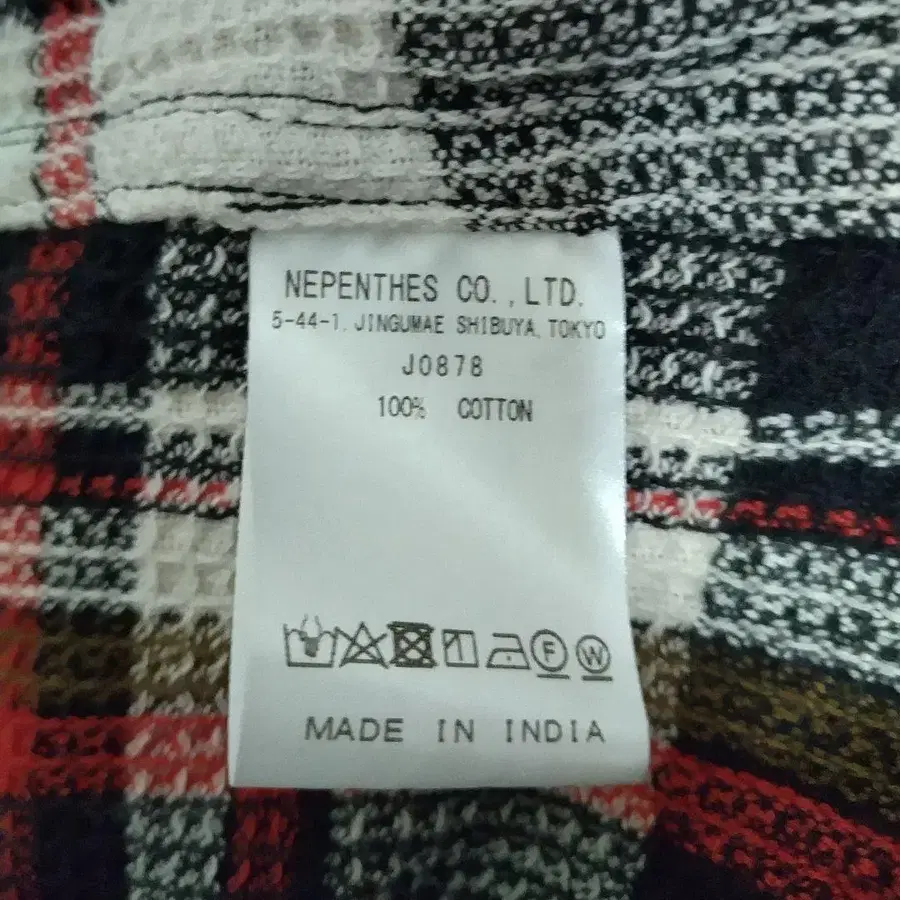 NEPENTHES CO.,LTD.
5-44-1, JINGUMAE SHIBUYA, TOKYO
J0878
100% COTTON
F W
MADE IN INDIA